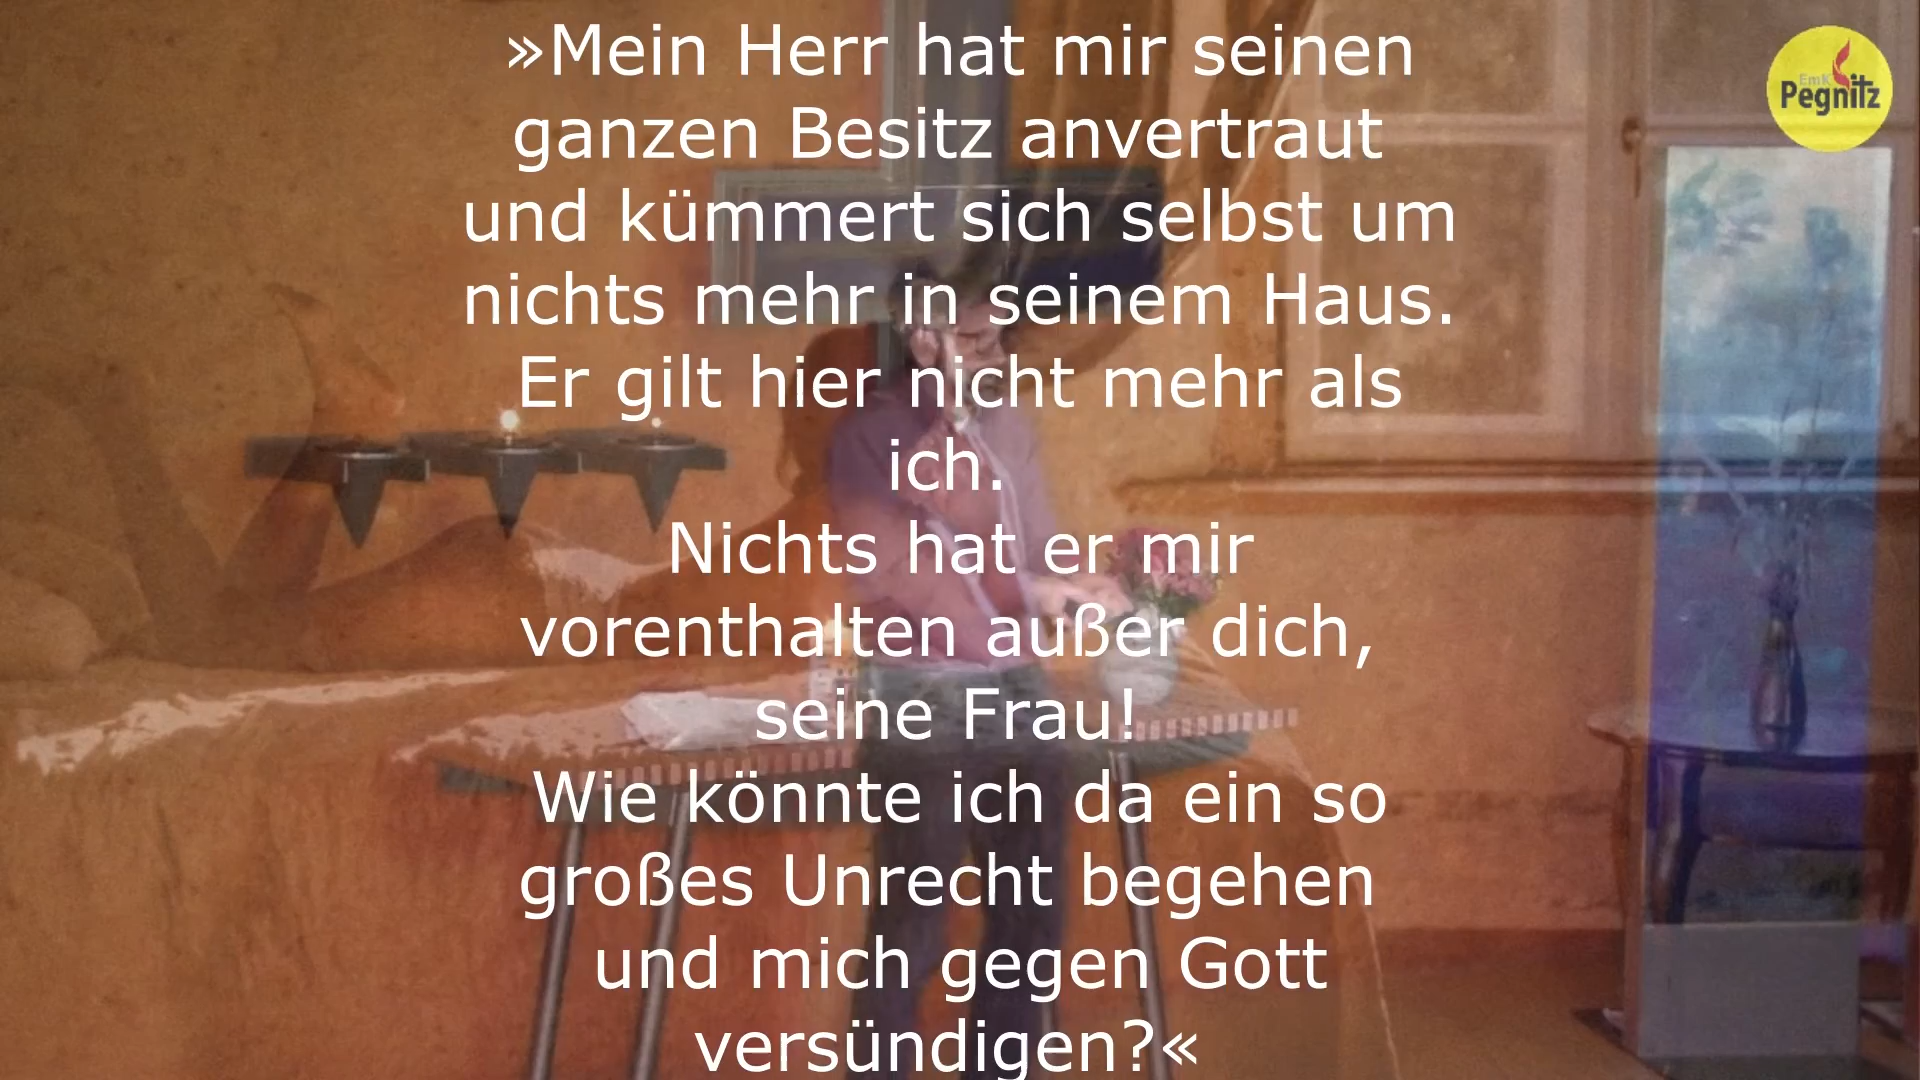 »Mein Herr hat mir seinen
ganzen Besitz anvertraut
und kümmert sich selbst um
nichts mehr in seinem Haus.
Er gilt hier nicht mehr als
ich.
Nichts hat er mir
vorenthalten außer dich,
seine Frau!
Wie könnte ich da ein so
großes Unrecht begehen
und mich gegen Gott
versündigen?«
EmK
Pegnitz